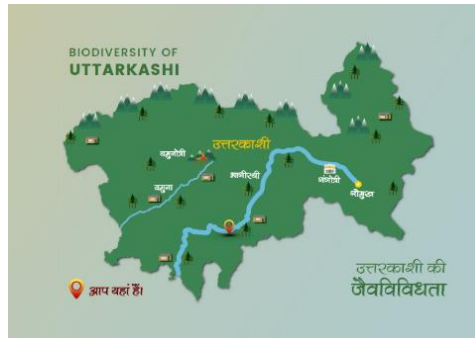 BIODIVERSITY OF
UTTARKASHI
उत्तरकाशी
यमुनोत्री
भागीरथी
यमुना
गंगोत्री
गौमुख
आप यहां हैं।
उत्तरकाशी की
जैवविविधता